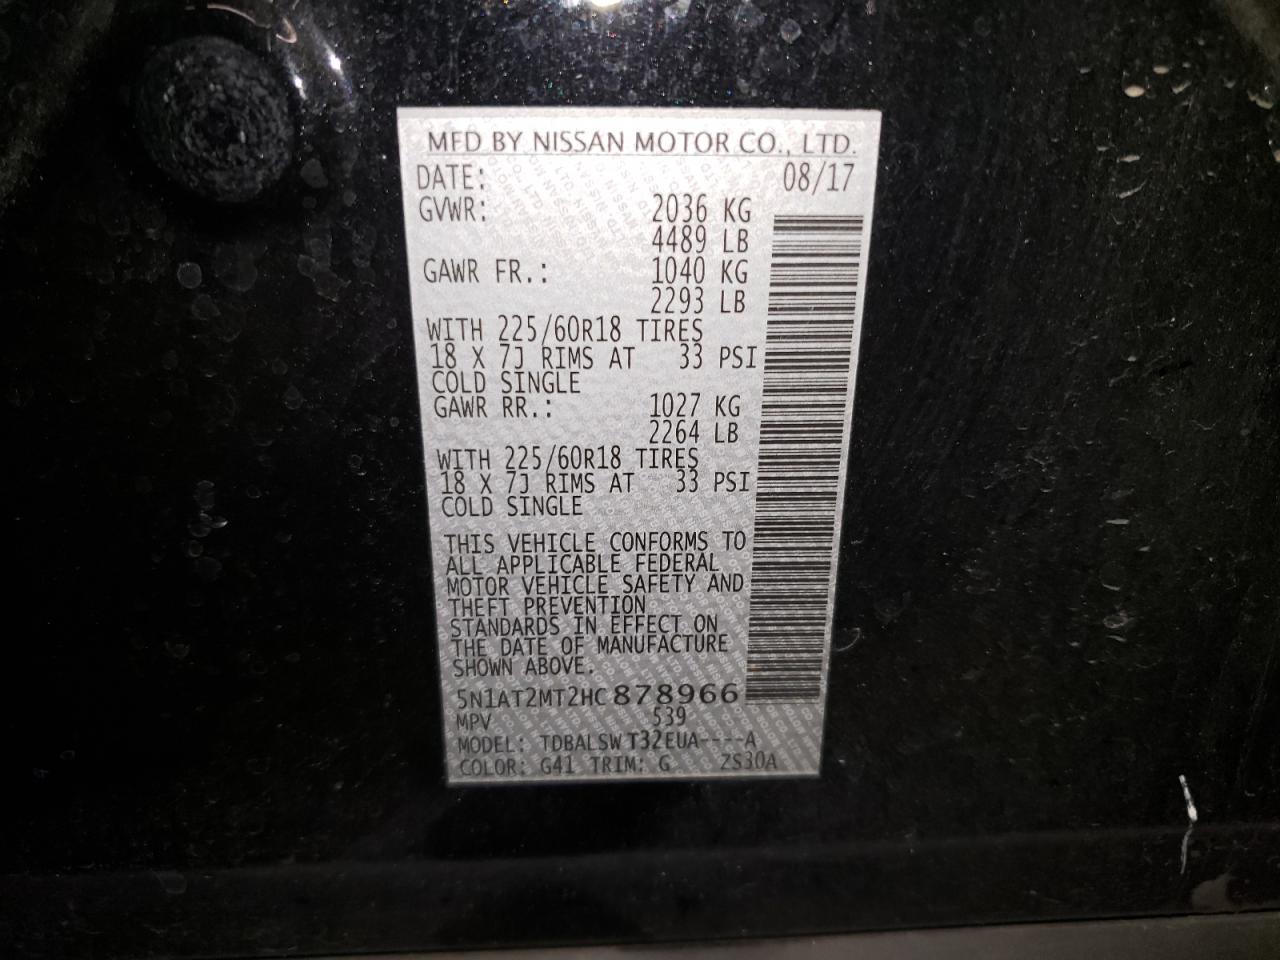 MFD BY NISSAN MOTOR CO., LTD.
DATE: 08/17
GVWR: 2036 KG
4489 LB
GAWR FR.: 1040 KG
2293 LB
WITH 225/60R18 TIRES
18 X 7J RIMS AT 33 PSI
COLD SINGLE
GAWR RR.: 1027 KG
2264 LB
WITH 225/60R18 TIRES
18 X 7J RIMS AT 33 PSI
COLD SINGLE
THIS VEHICLE CONFORMS TO
ALL APPLICABLE FEDERAL
MOTOR VEHICLE SAFETY AND
THEFT PREVENTION
STANDARDS IN EFFECT ON
THE DATE OF MANUFACTURE
SHOWN ABOVE.
5N1AT2MT2HC878966
MPV 539
MODEL: TDBALSWT32EUA----A
COLOR: G41 TRIM: G ZS30A